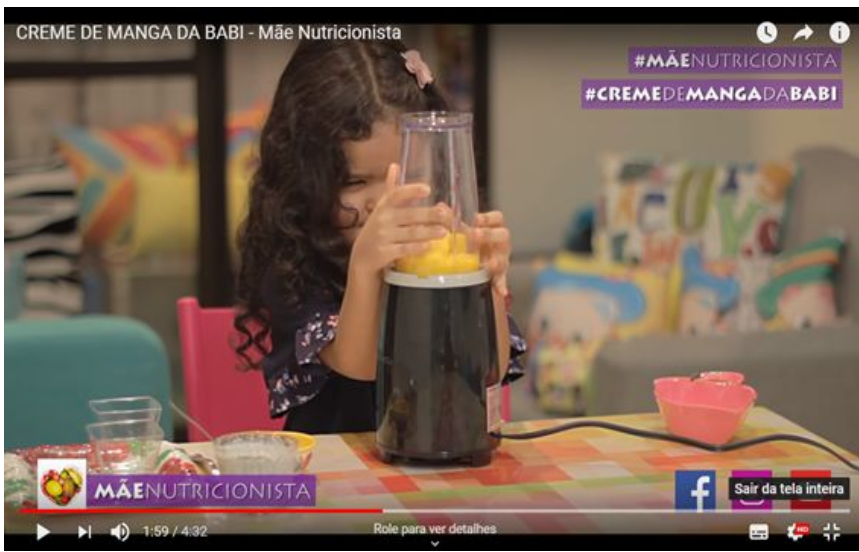 CREME DE MANGA DA BABI - Mãe Nutricionista
#MÃENUTRICIONISTA
#CREMEDEMANGADABABI
MÃENUTRICIONISTA
f
Sair da tela inteira
1:59 / 4:32
Role para ver detalhes
HD